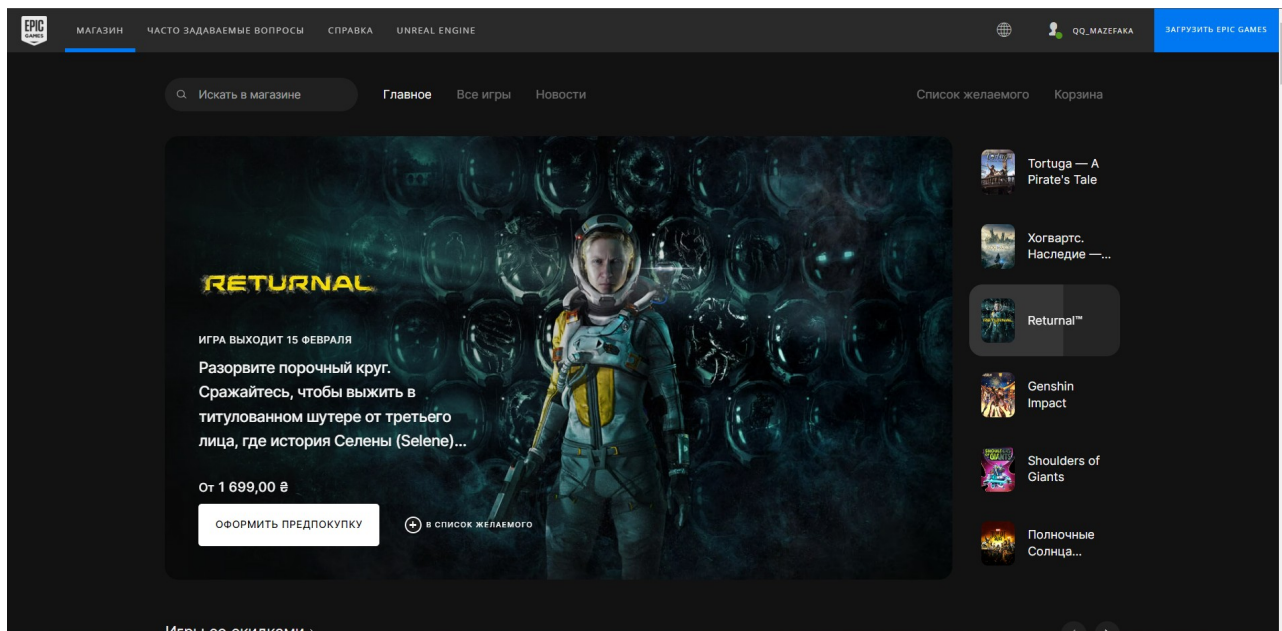 EPIC
GAMES
МАГАЗИН
ЧАСТО ЗАДАВАЕМЫЕ ВОПРОСЫ
СПРАВКА
UNREAL ENGINE
QQ_MAZEFAKA
ЗАГРУЗИТЬ EPIC GAMES
Искать в магазине
Главное
Все игры
Новости
Список желаемого
Корзина
RETURNAL
ИГРА ВЫХОДИТ 15 ФЕВРАЛЯ
Разорвите порочный круг.
Сражайтесь, чтобы выжить в
титулованном шутере от третьего
лица, где история Селены (Selene)...
От 1 699,00 ₴
ОФОРМИТЬ ПРЕДПОКУПКУ
В СПИСОК ЖЕЛАЕМОГО
Tortuga — A
Pirate's Tale
Хогвартс.
Наследие —...
Returnal™
Genshin
Impact
Shoulders of
Giants
Полночные
Солнца...
Игры со скидками